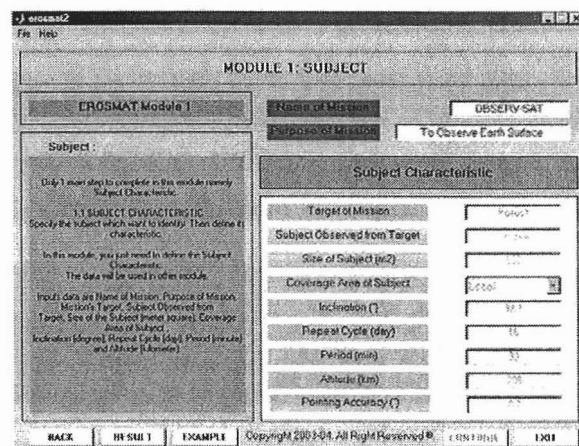 erosmat2
File Help
MODULE 1: SUBJECT
EROSMAT Module 1
Name of Mission
OBSERV-SAT
Purpose of Mission
To Observe Earth Surface
Subject :
Only 1 main step to complete in this module namely
Subject Characteristic.
1.1 SUBJECT CHARACTERISTIC
Specify the subject which want to identify. Then define its
characteristic.
In this module, you just need to define the Subject
Characteristic.
The data will be used in other module.
Inputs data are Name of Mission, Purpose of Mission,
Mission's Target, Subject Observed from
Target, Size of the Subject (meter square), Coverage
Area of Subject,
Inclination (degree), Repeat Cycle (day), Period (minute)
and Altitude (kilometer)
Subject Characteristic
Target of Mission
Forest
Subject Observed from Target
Size of Subject (m2)
Coverage Area of Subject
Global
Inclination (°)
Repeat Cycle (day)
Period (min)
Altitude (km)
Pointing Accuracy (°)
BACK
RESULT
EXAMPLE
Copyright 2003-04. All Right Reserved ®
CONTINUE
EXIT